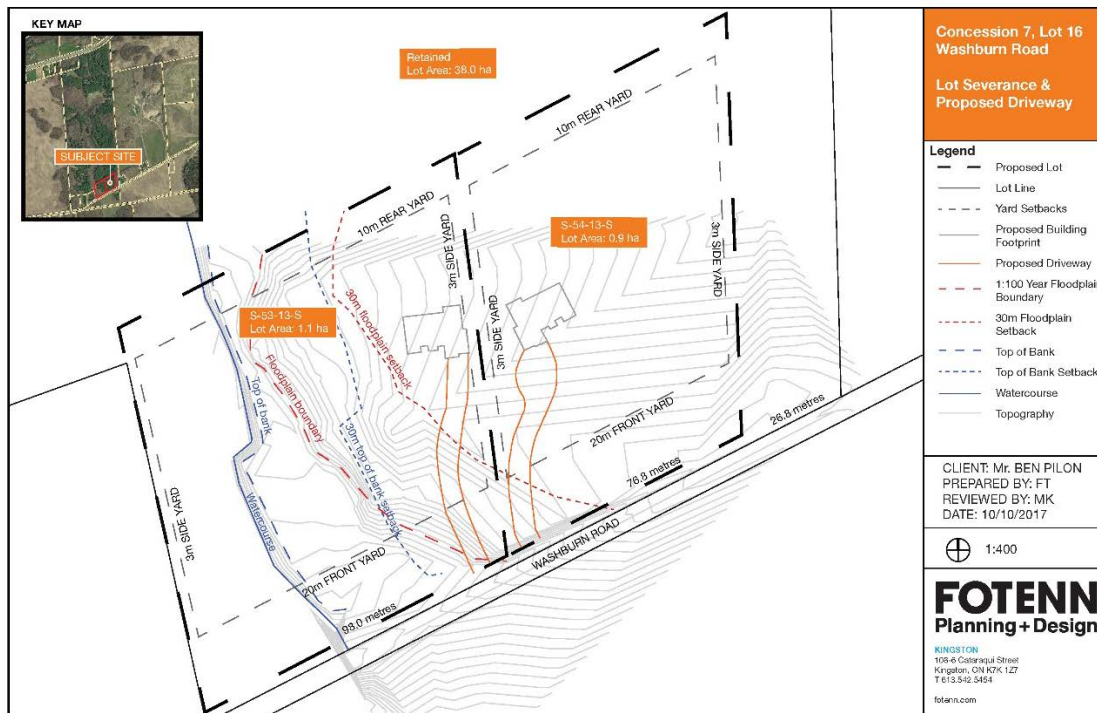 KEY MAP
SUBJECT SITE
Retained
Lot Area: 38.0 ha
10m REAR YARD
10m REAR YARD
3m SIDE YARD
3m SIDE YARD
3m SIDE YARD
S-54-13-S
Lot Area: 0.9 ha
S-53-13-S
Lot Area: 1.1 ha
30m floodplain setback
Floodplain boundary
Top of bank
30m top of bank setback
Watercourse
3m SIDE YARD
20m FRONT YARD
20m FRONT YARD
98.0 metres
76.8 metres
26.8 metres
WASHBURN ROAD
Concession 7, Lot 16
Washburn Road
Lot Severance &
Proposed Driveway
Legend
Proposed Lot
Lot Line
Yard Setbacks
Proposed Building
Footprint
Proposed Driveway
1:100 Year Floodplain
Boundary
30m Floodplain
Setback
Top of Bank
Top of Bank Setback
Watercourse
Topography
CLIENT: Mr. BEN PILON
PREPARED BY: FT
REVIEWED BY: MK
DATE: 10/10/2017
1:400
FOTENN
Planning + Design
KINGSTON
Cataraqui Street
Kingston, ON K7K 1Z7
T 613.542.5454
fotenn.com